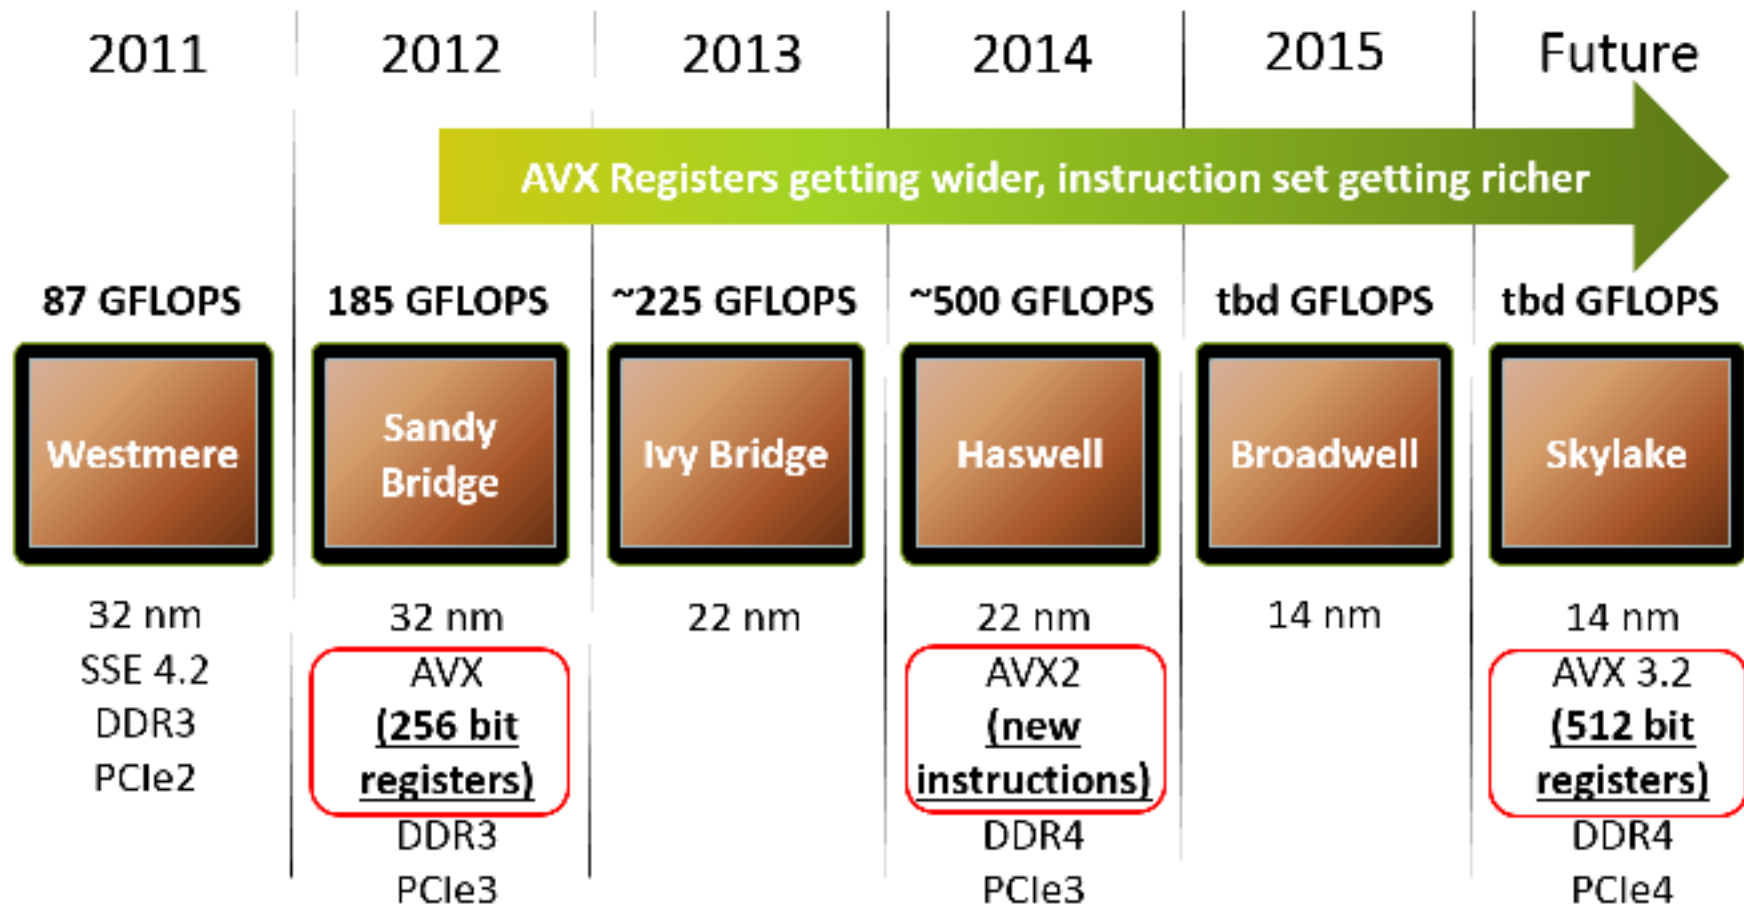 2011 2012 2013 2014 2015 Future
AVX Registers getting wider, instruction set getting richer
87 GFLOPS 185 GFLOPS ~225 GFLOPS ~500 GFLOPS tbd GFLOPS tbd GFLOPS
Westmere
Sandy
Bridge
Ivy Bridge
Haswell
Broadwell
Skylake
32 nm
SSE 4.2
DDR3
PCIe2
32 nm
AVX
(256 bit
registers)
DDR3
PCIe3
22 nm
22 nm
AVX2
(new
instructions)
DDR4
PCIe3
14 nm
14 nm
AVX 3.2
(512 bit
registers)
DDR4
PCIe4